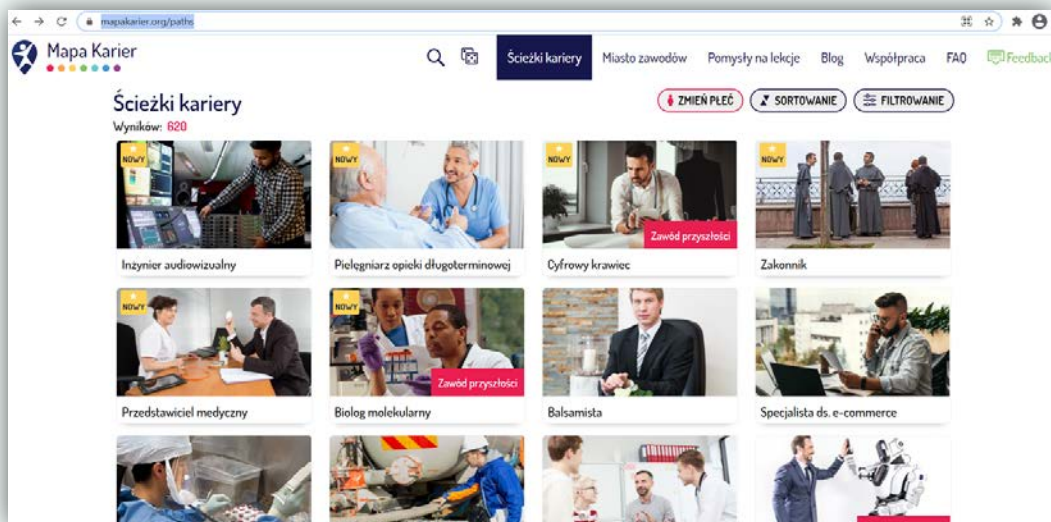 mapakarier.org/paths
Mapa Karier
Ścieżki kariery
Miasto zawodów
Pomysły na lekcje
Blog
Współpraca
FAQ
Feedback
Ścieżki kariery
ZMIEŃ PŁEĆ
SORTOWANIE
FILTROWANIE
Wyników: 620
NOWY
NOWY
NOWY
Zawód przyszłości
NOWY
Inżynier audiowizualny
Pielęgniarz opieki długoterminowej
Cyfrowy krawiec
Zakonnik
NOWY
NOWY
Zawód przyszłości
Przedstawiciel medyczny
Biolog molekularny
Balsamista
Specjalista ds. e-commerce